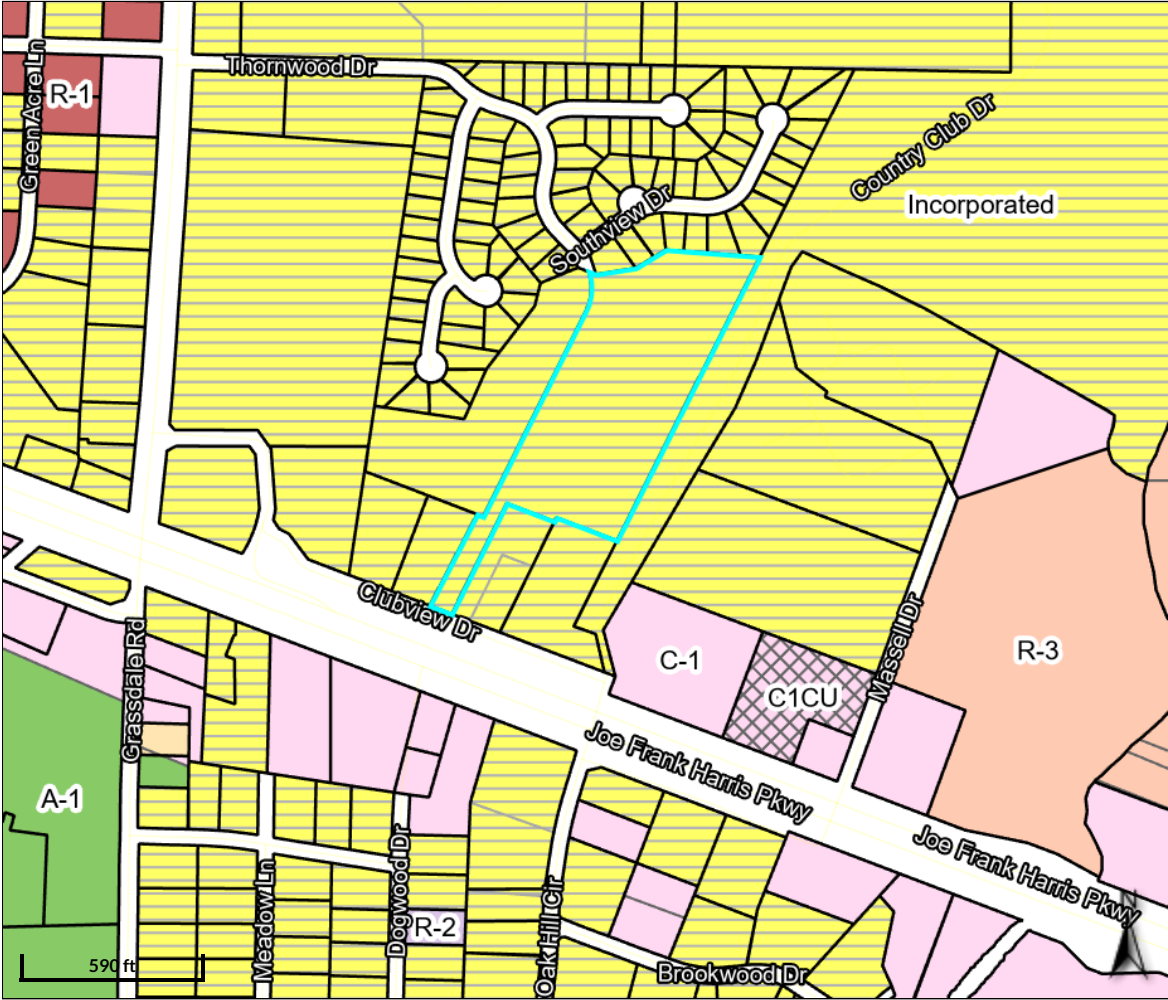 Thornwood Dr
Green Acre Ln
R-1
Country Club Dr
Incorporated
Southview Dr
Clubview Dr
Grassdale Rd
C-1
C1CU
Massell Dr
R-3
Joe Frank Harris Pkwy
A-1
Joe Frank Harris Pkwy
Meadow Ln
Dogwood Dr
R-2
Oak Hill Cir
Brookwood Dr
590 ft